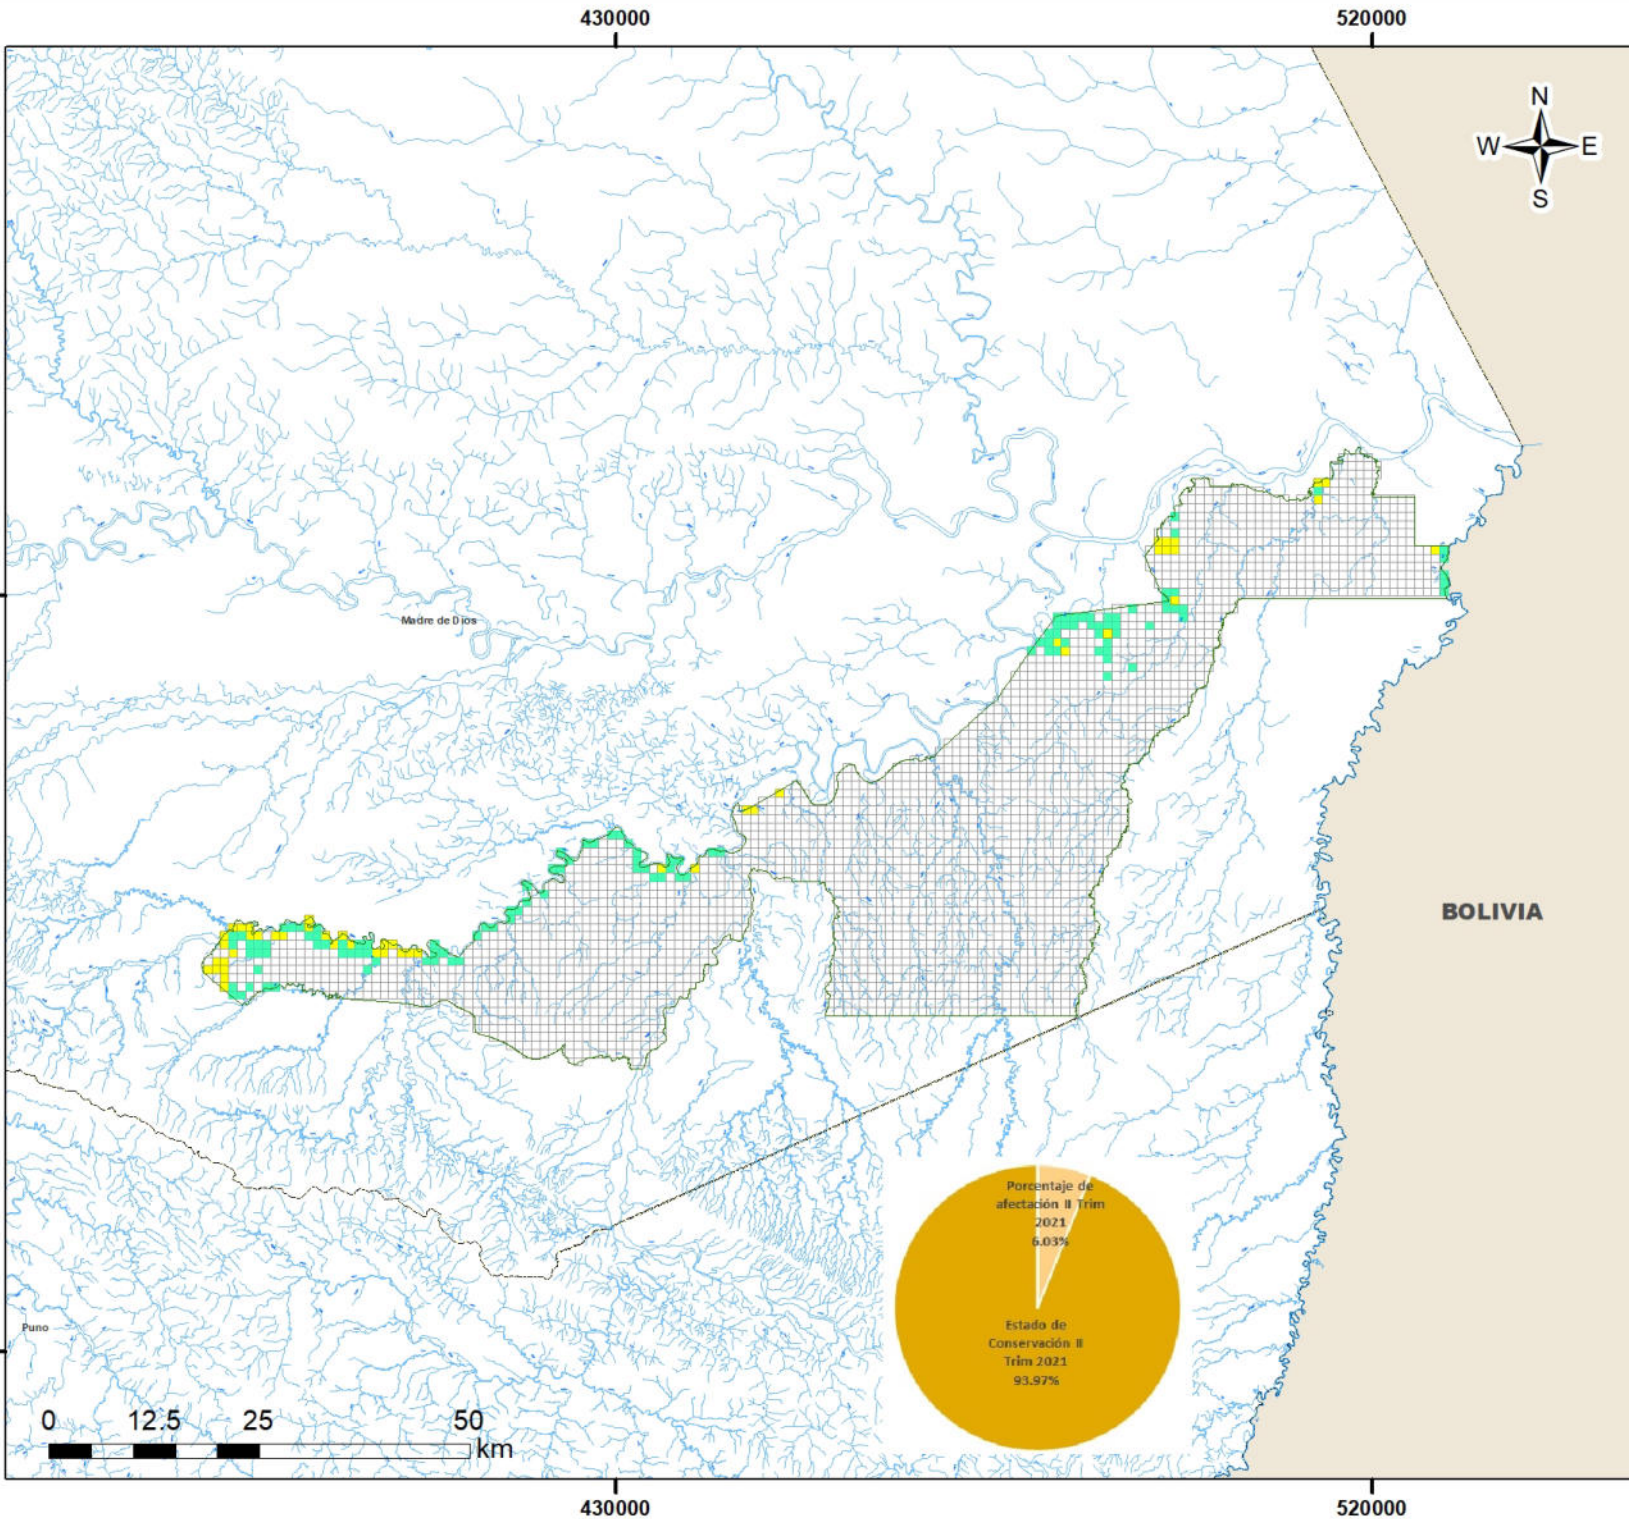 430000
520000
N
W
E
S
Madre de Dios
BOLIVIA
Porcentaje de
afectación II Trim
2021
6.03%
Estado de
Conservación II
Trim 2021
93.97%
Puno
0
12.5
25
50
km
430000
520000